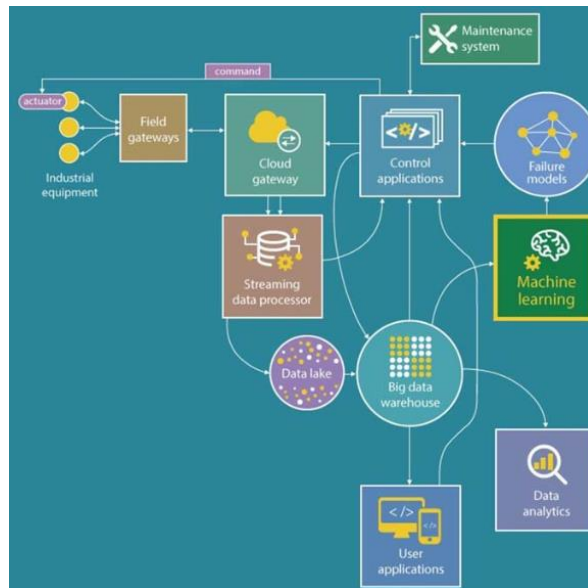 Maintenance
system
command
actuator
Field
gateways
Industrial
equipment
Cloud
gateway
</>
Control
applications
Failure
models
Streaming
data processor
Machine
learning
Data lake
Big data
warehouse
</>
</>
User
applications
Data
analytics